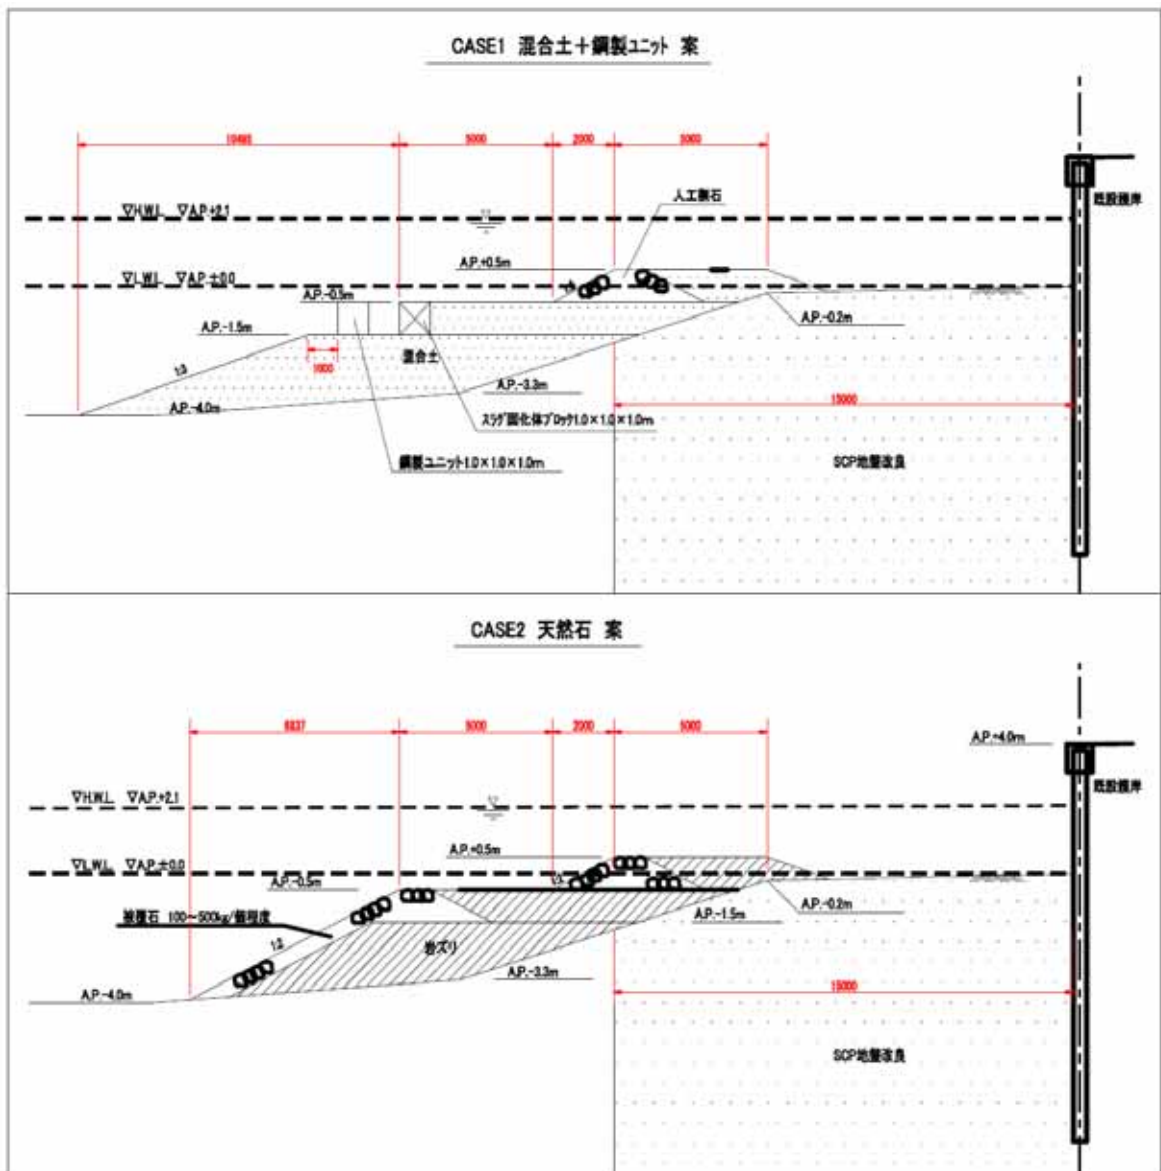 CASE1 混合土＋鋼製ユニット 案
10493
5000
2000
5000
既設護岸
人工割石
▽H.W.L. ▽A.P.+2.1
A.P.+0.5m
▽L.W.L. ▽A.P.±0.0
A.P.-0.5m
A.P.-0.2m
A.P.-1.5m
混合土
1:3
1000
A.P.-3.3m
A.P.-4.0m
15000
スラグ固化体ブロック1.0×1.0×1.0m
鋼製ユニット1.0×1.0×1.0m
SCP地盤改良
CASE2 天然石 案
6837
5000
2000
5000
A.P.+4.0m
既設護岸
▽H.W.L. ▽A.P.+2.1
A.P.+0.5m
▽L.W.L. ▽A.P.±0.0
A.P.-0.5m
A.P.-0.2m
被覆石 100～500kg/個程度
A.P.-1.5m
1:2
岩ズリ
A.P.-3.3m
A.P.-4.0m
15000
SCP地盤改良